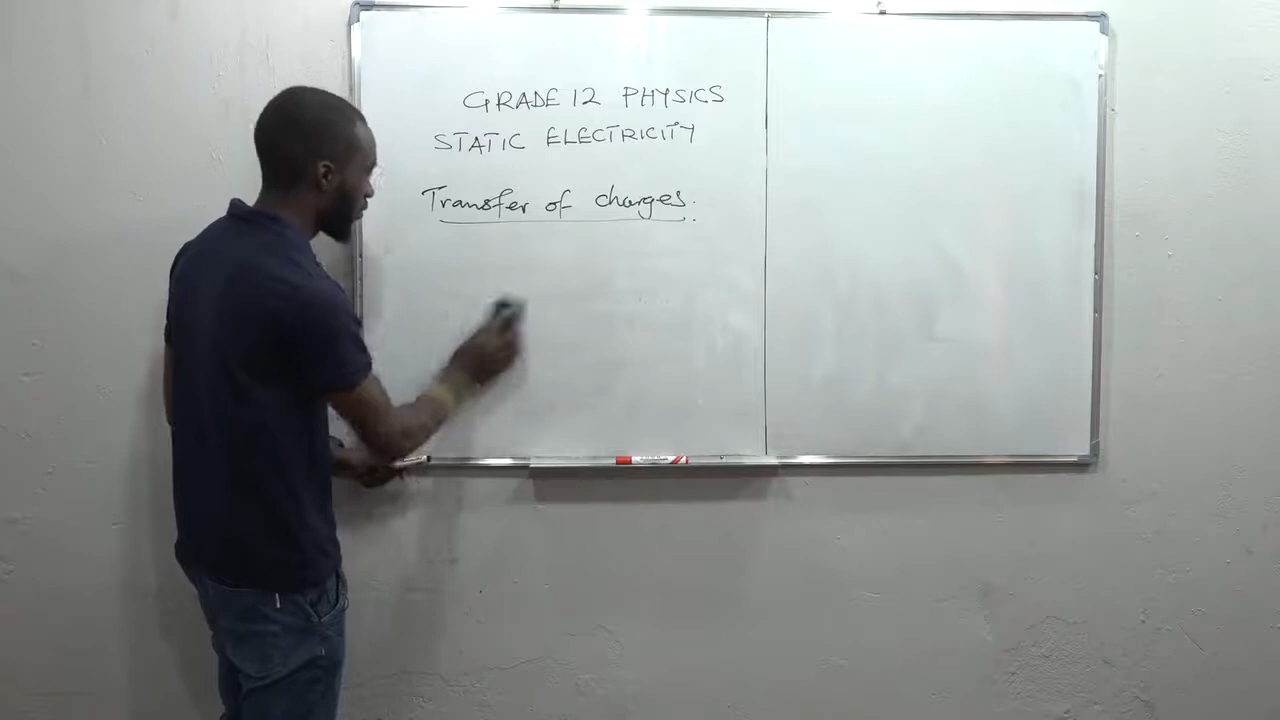 GRADE 12 PHYSICS
STATIC ELECTRICITY
Transfer of charges.